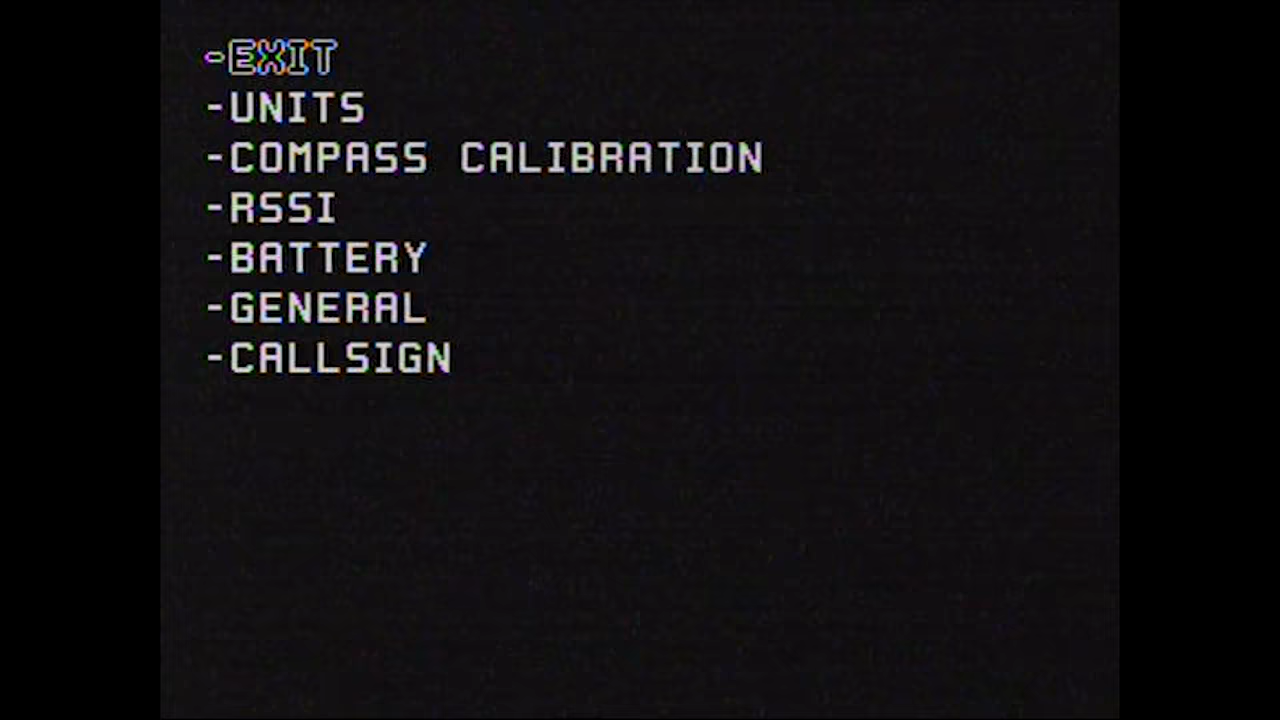 -EXIT
-UNITS
-COMPASS CALIBRATION
-RSSI
-BATTERY
-GENERAL
-CALLSIGN